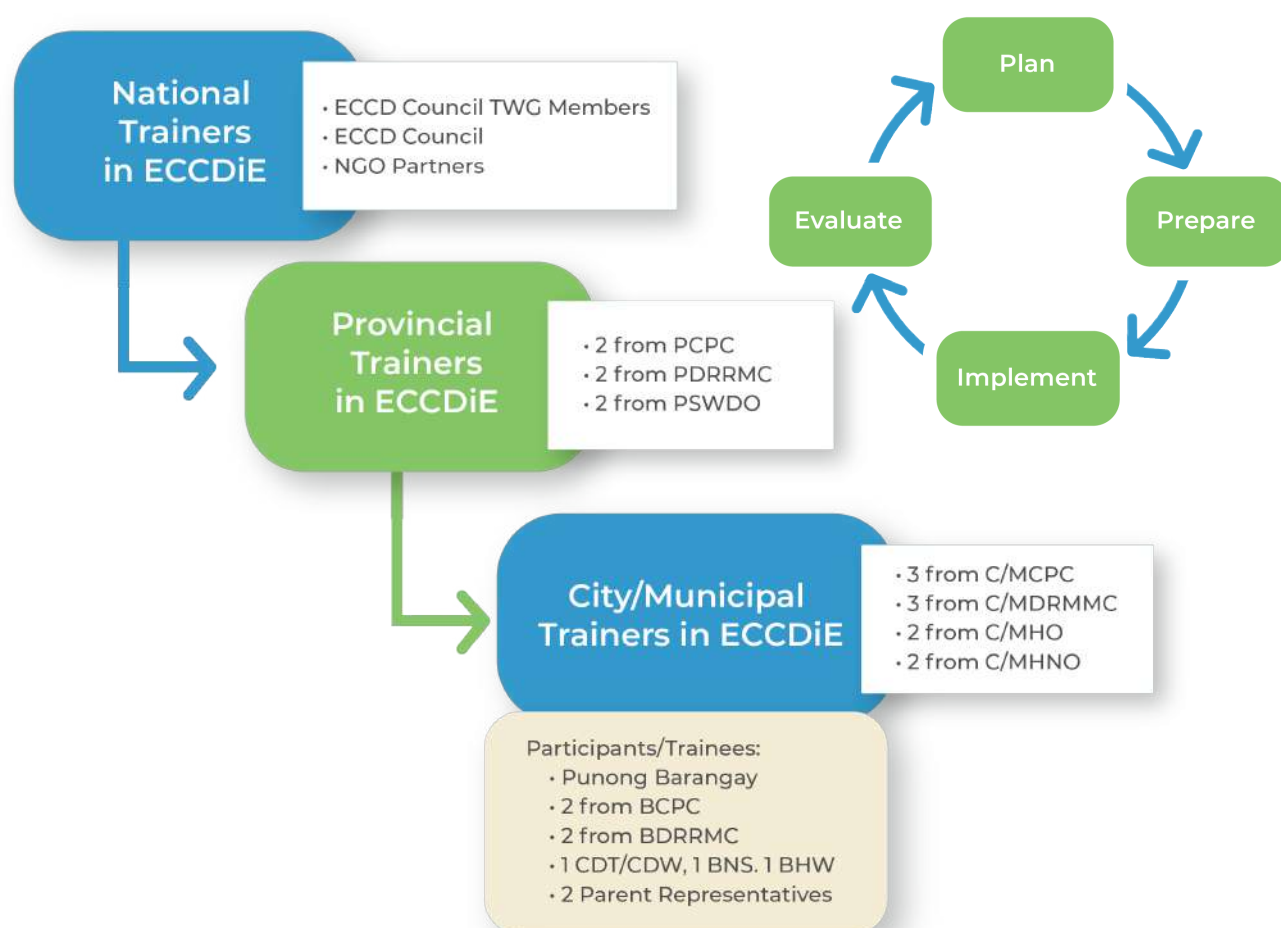 National
Trainers
in ECCDiE
• ECCD Council TWG Members
• ECCD Council
• NGO Partners
Plan
Prepare
Implement
Evaluate
Provincial
Trainers
in ECCDiE
• 2 from PCPC
• 2 from PDRRMC
• 2 from PSWDO
City/Municipal
Trainers in ECCDiE
• 3 from C/MCPC
• 3 from C/MDRMMC
• 2 from C/MHO
• 2 from C/MHNO
Participants/Trainees:
• Punong Barangay
• 2 from BCPC
• 2 from BDRRMC
• 1 CDT/CDW, 1 BNS. 1 BHW
• 2 Parent Representatives